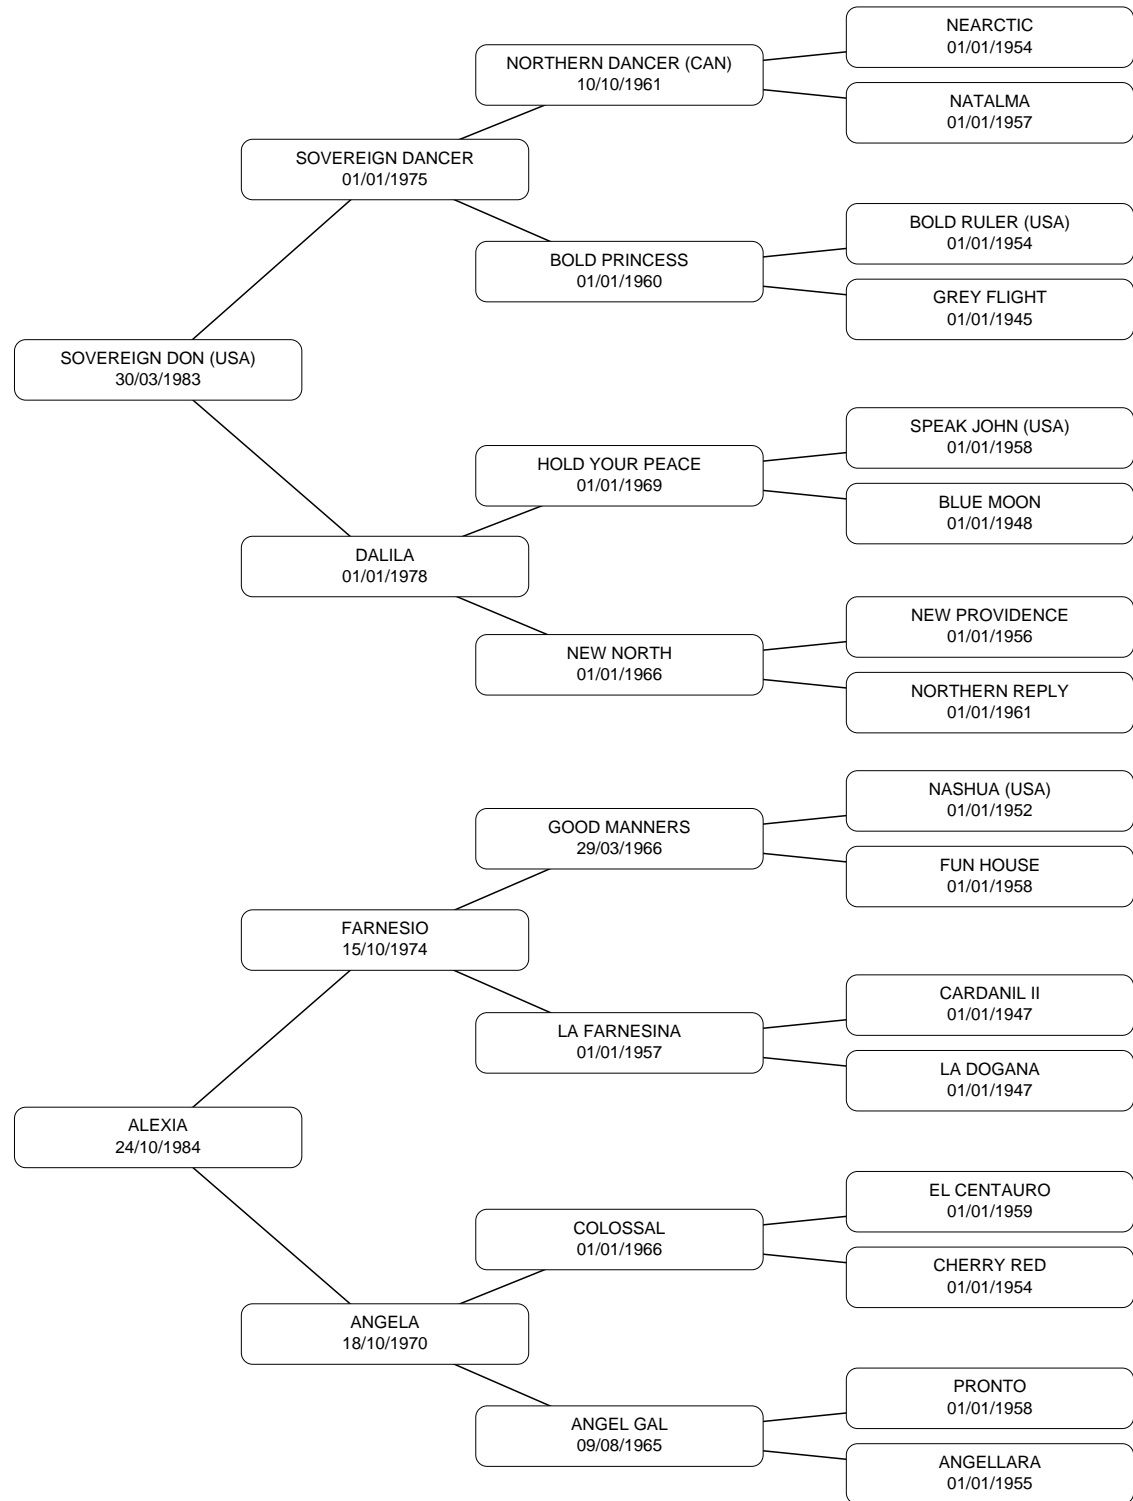 NEARCTIC
01/01/1954
NORTHERN DANCER (CAN)
10/10/1961
NATALMA
01/01/1957
SOVEREIGN DANCER
01/01/1975
BOLD RULER (USA)
01/01/1954
BOLD PRINCESS
01/01/1960
GREY FLIGHT
01/01/1945
SOVEREIGN DON (USA)
30/03/1983
SPEAK JOHN (USA)
01/01/1958
HOLD YOUR PEACE
01/01/1969
BLUE MOON
01/01/1948
DALILA
01/01/1978
NEW PROVIDENCE
01/01/1956
NEW NORTH
01/01/1966
NORTHERN REPLY
01/01/1961
NASHUA (USA)
01/01/1952
GOOD MANNERS
29/03/1966
FUN HOUSE
01/01/1958
FARNESIO
15/10/1974
CARDANIL II
01/01/1947
LA FARNESINA
01/01/1957
LA DOGANA
01/01/1947
ALEXIA
24/10/1984
EL CENTAURO
01/01/1959
COLOSSAL
01/01/1966
CHERRY RED
01/01/1954
ANGELA
18/10/1970
PRONTO
01/01/1958
ANGEL GAL
09/08/1965
ANGELLARA
01/01/1955